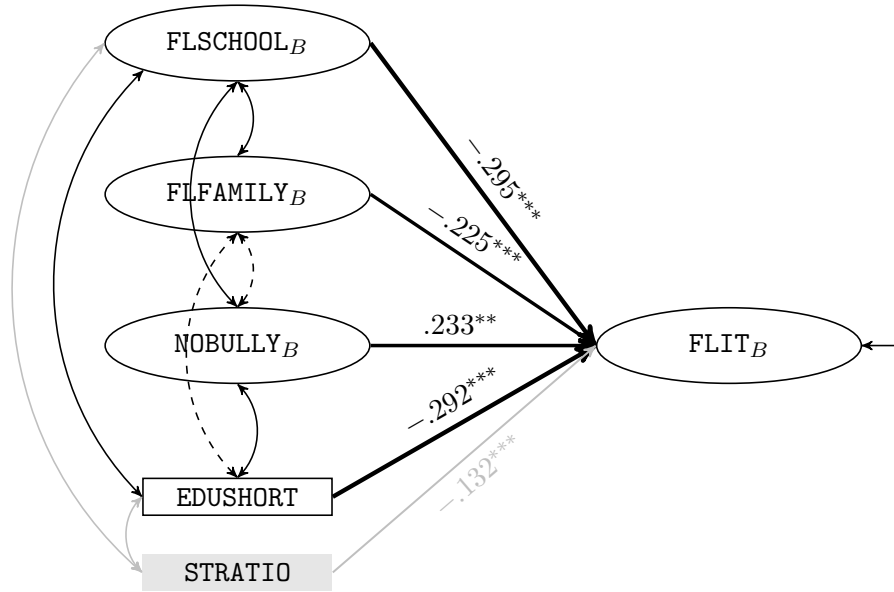 FLSCHOOL_B
−.295***
FLFAMILY_B
−.225***
NOBULLY_B
.233**
FLIT_B
−.292***
EDUSHORT
−.132***
STRATIO